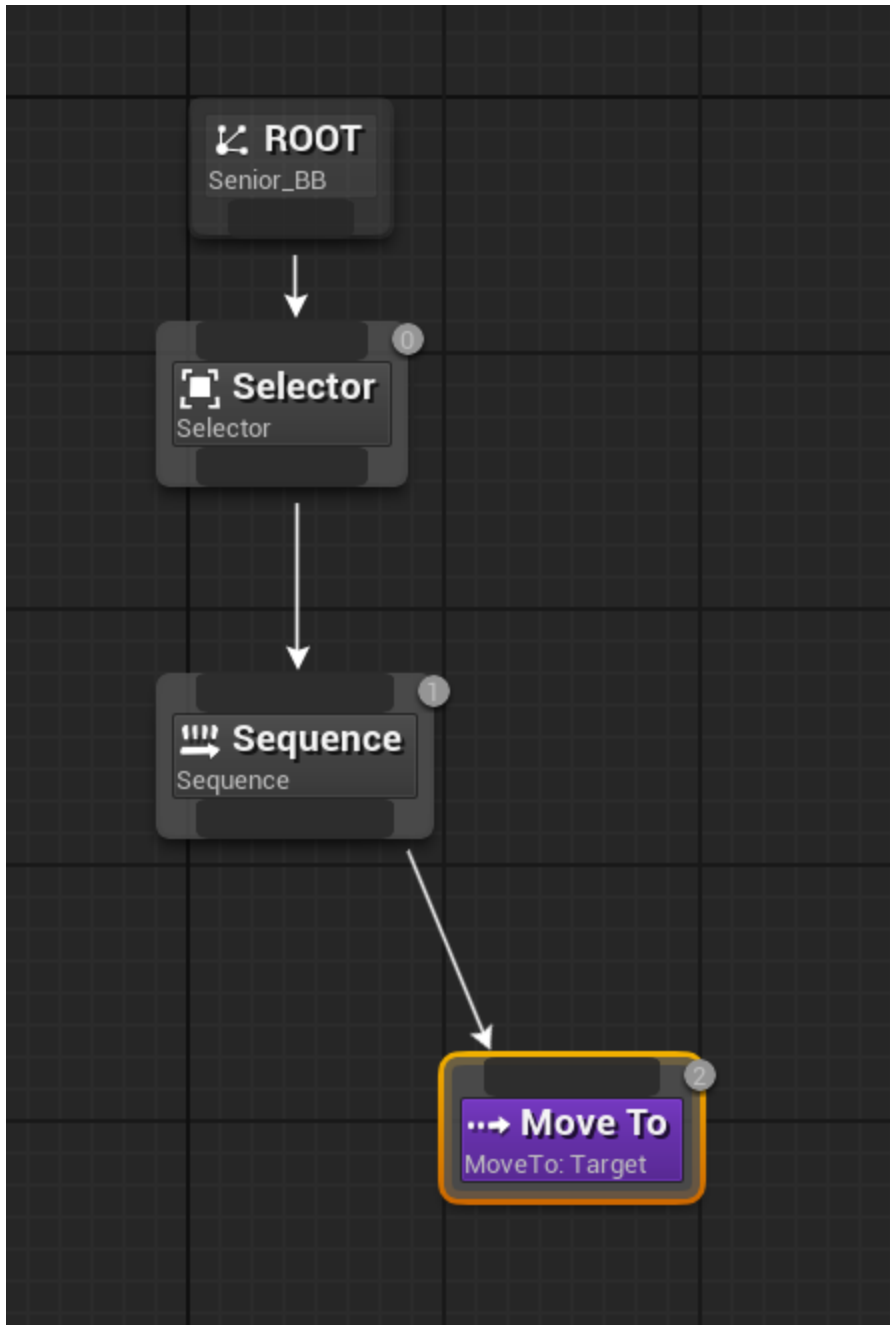 ROOT
Senior_BB
0
Selector
Selector
1
Sequence
Sequence
2
Move To
MoveTo: Target